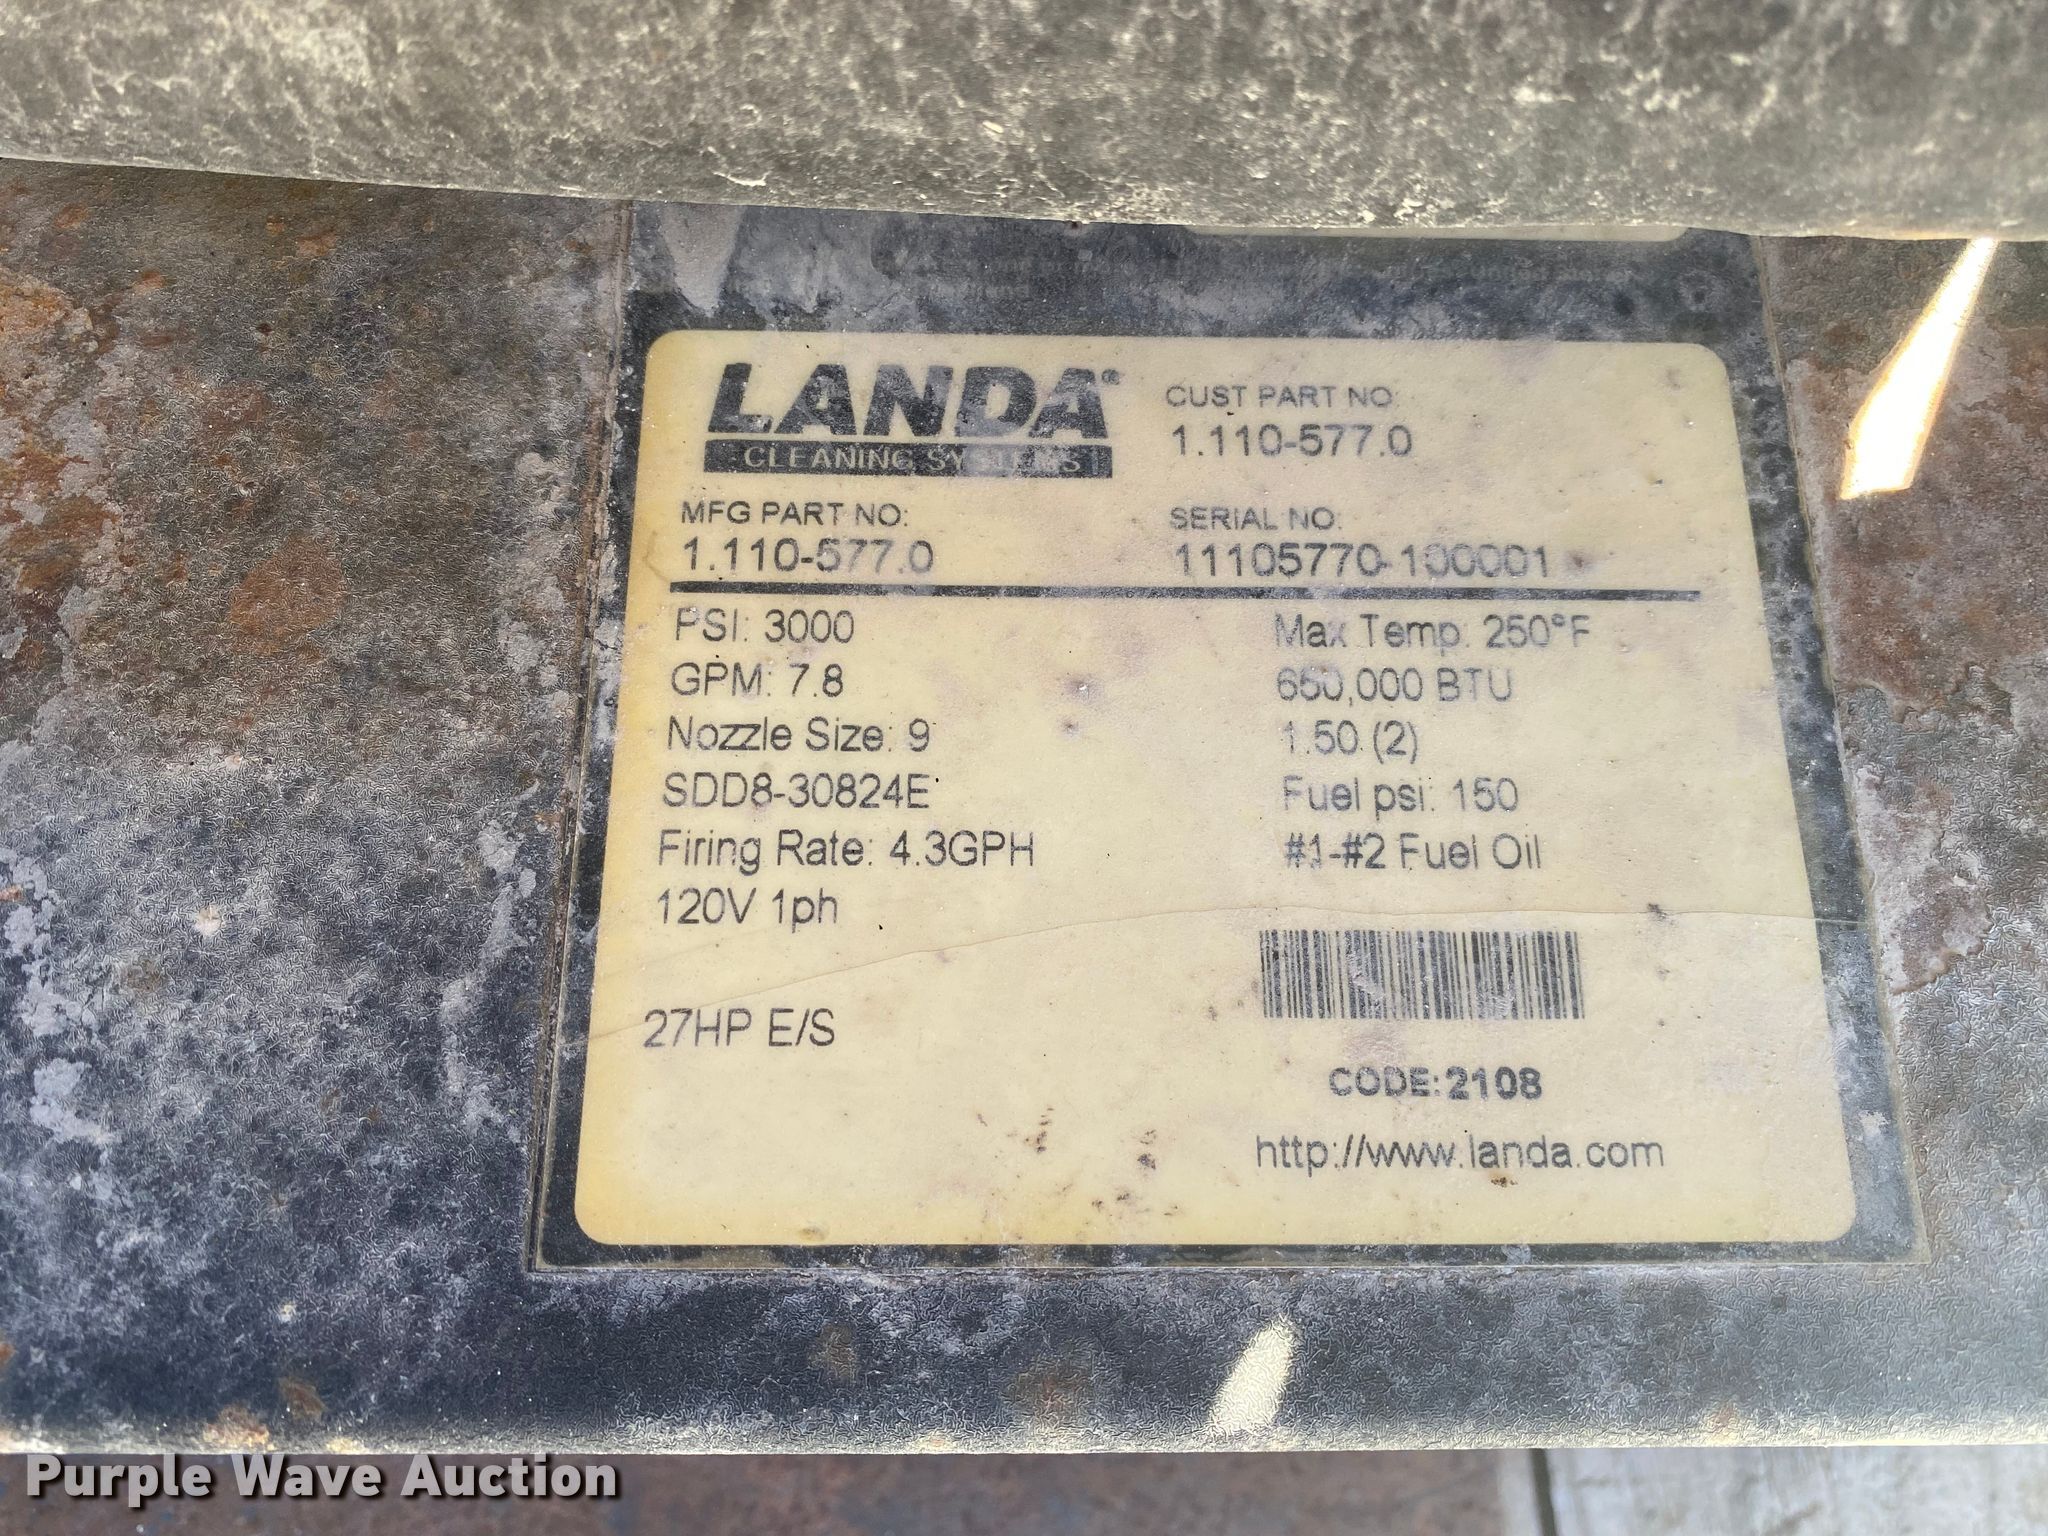 LANDA®
CLEANING SYSTEMS
CUST PART NO:
1.110-577.0
MFG PART NO:
1.110-577.0
SERIAL NO:
11105770-100001
PSI: 3000
GPM: 7.8
Nozzle Size: 9
SDD8-30824E
Firing Rate: 4.3GPH
120V 1ph
27HP E/S
Max Temp: 250°F
650,000 BTU
1.50 (2)
Fuel psi: 150
#1-#2 Fuel Oil
CODE:2108
http://www.landa.com
Purple Wave Auction